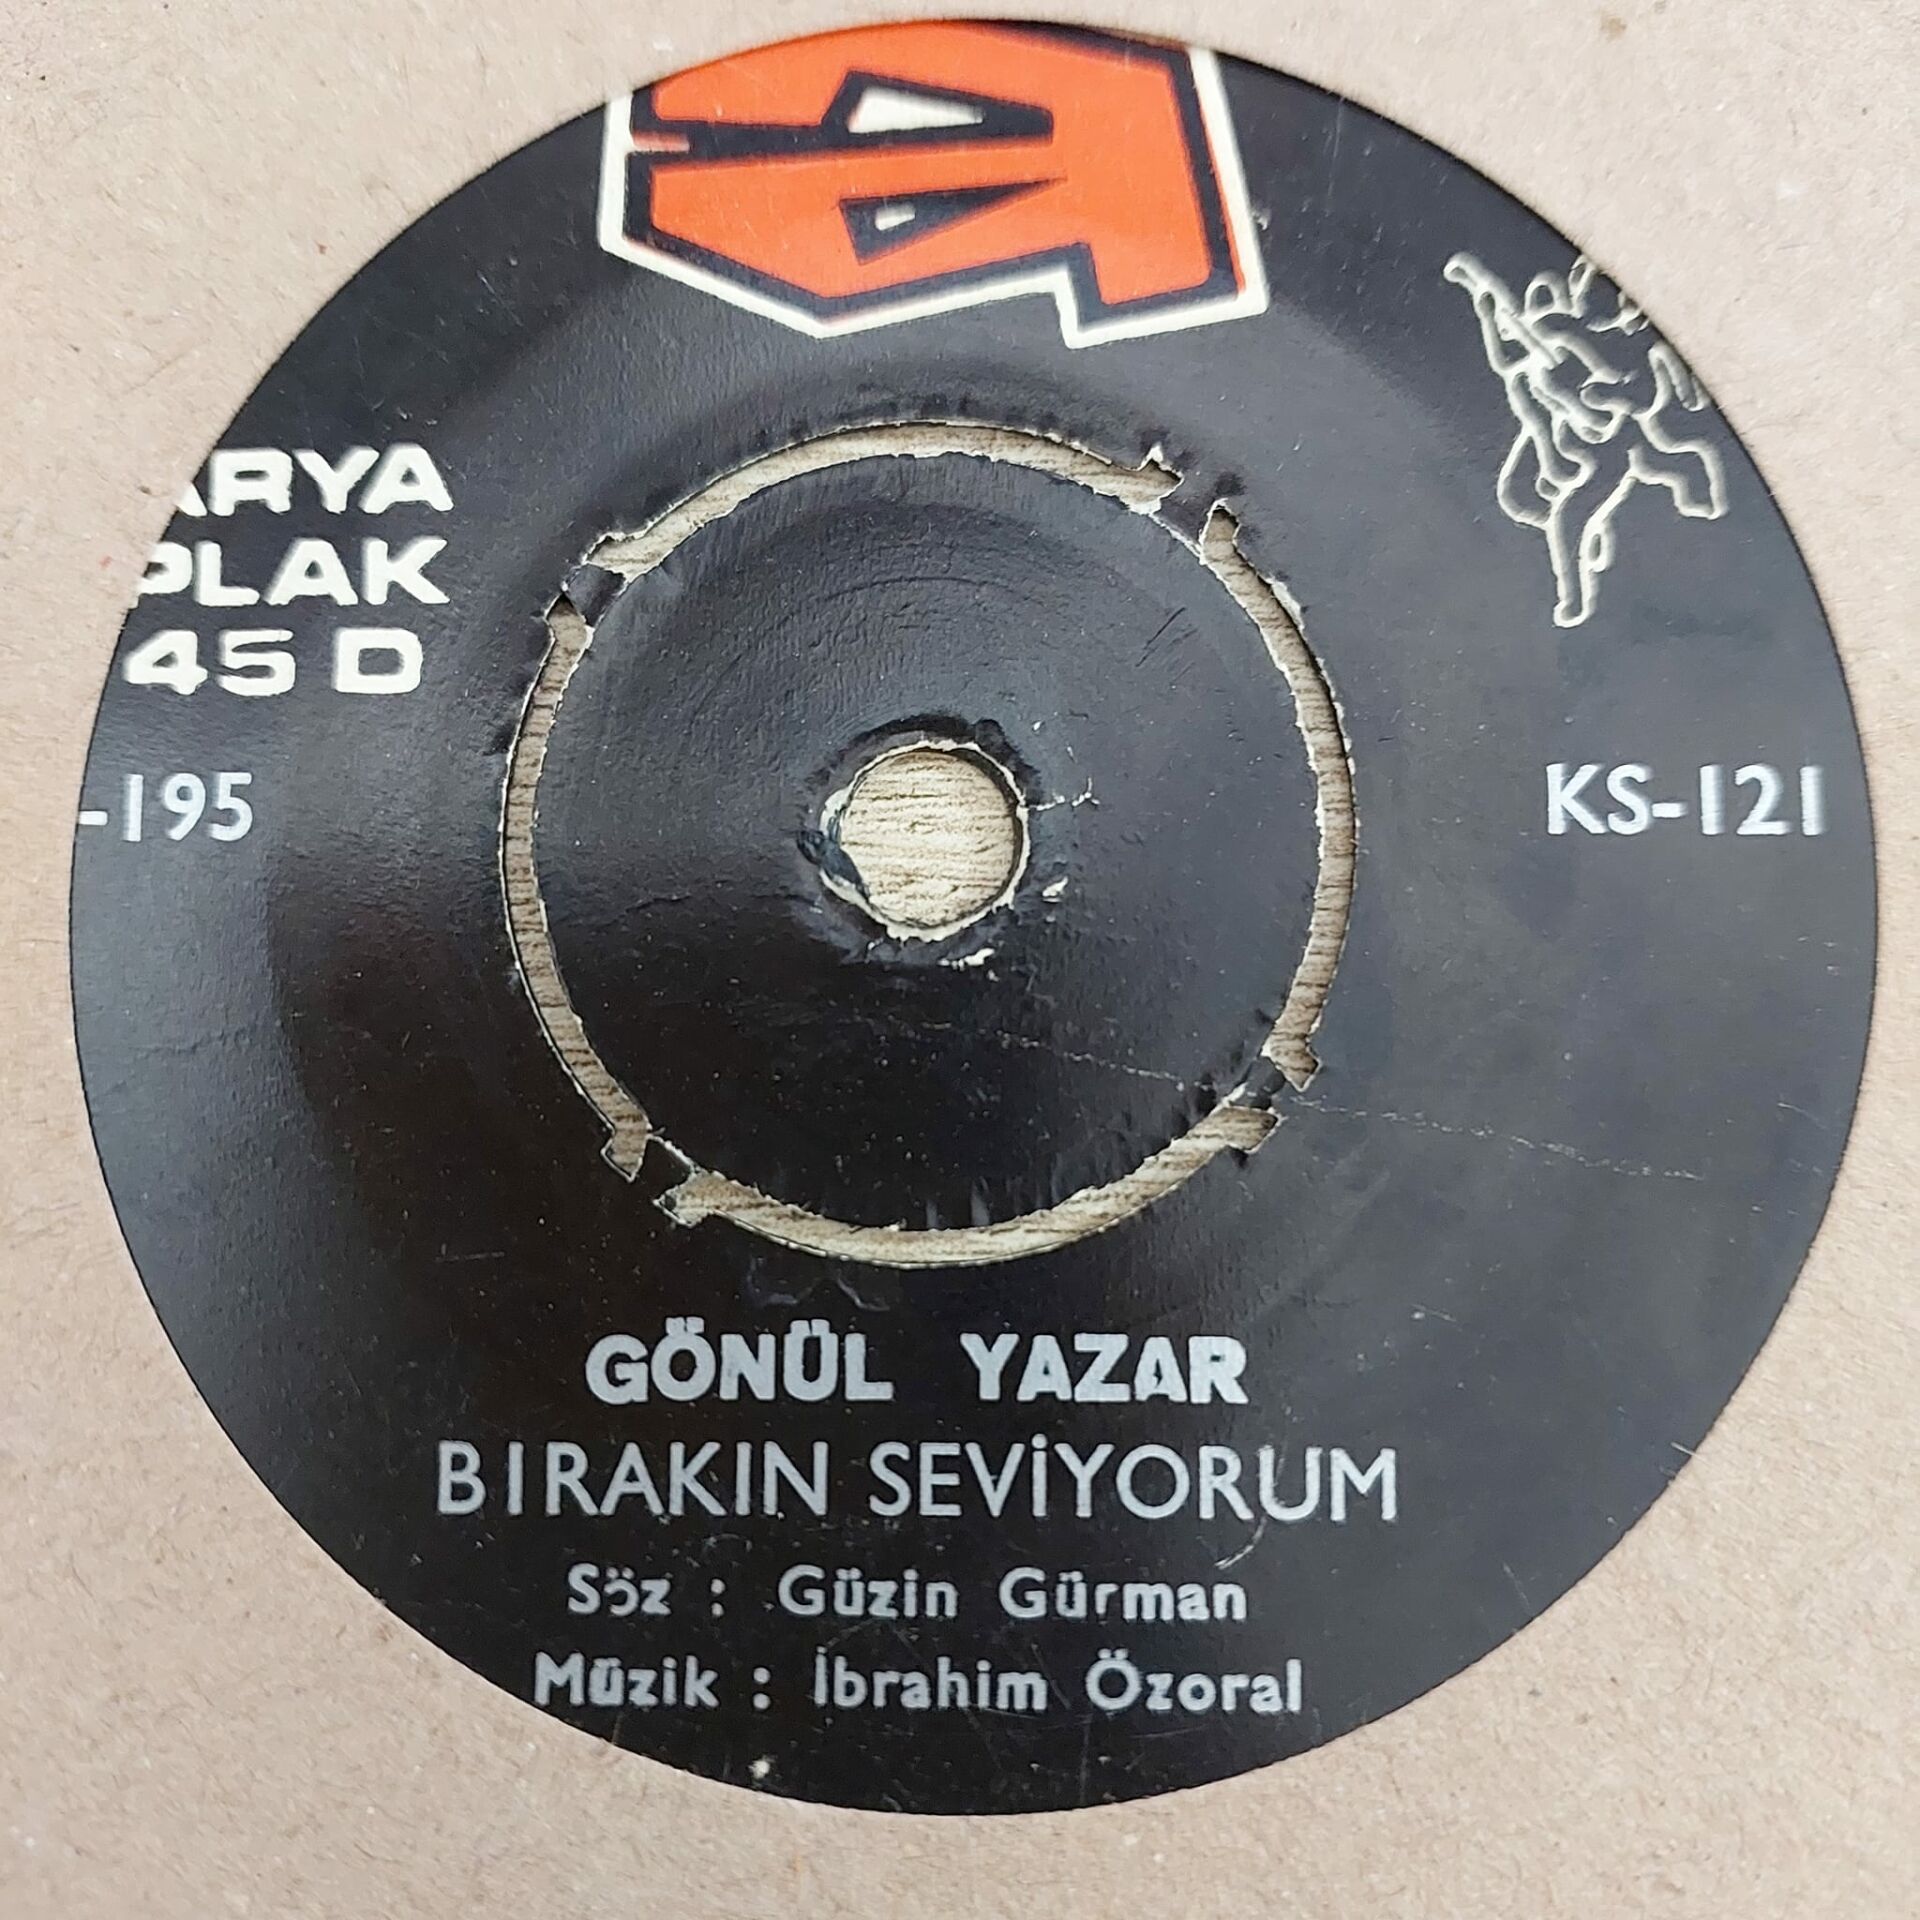 ARYA
PLAK
45 D
-195
KS-121
GÖNÜL YAZAR
BIRAKIN SEVİYORUM
Söz : Güzin Gürman
Müzik : İbrahim Özoral